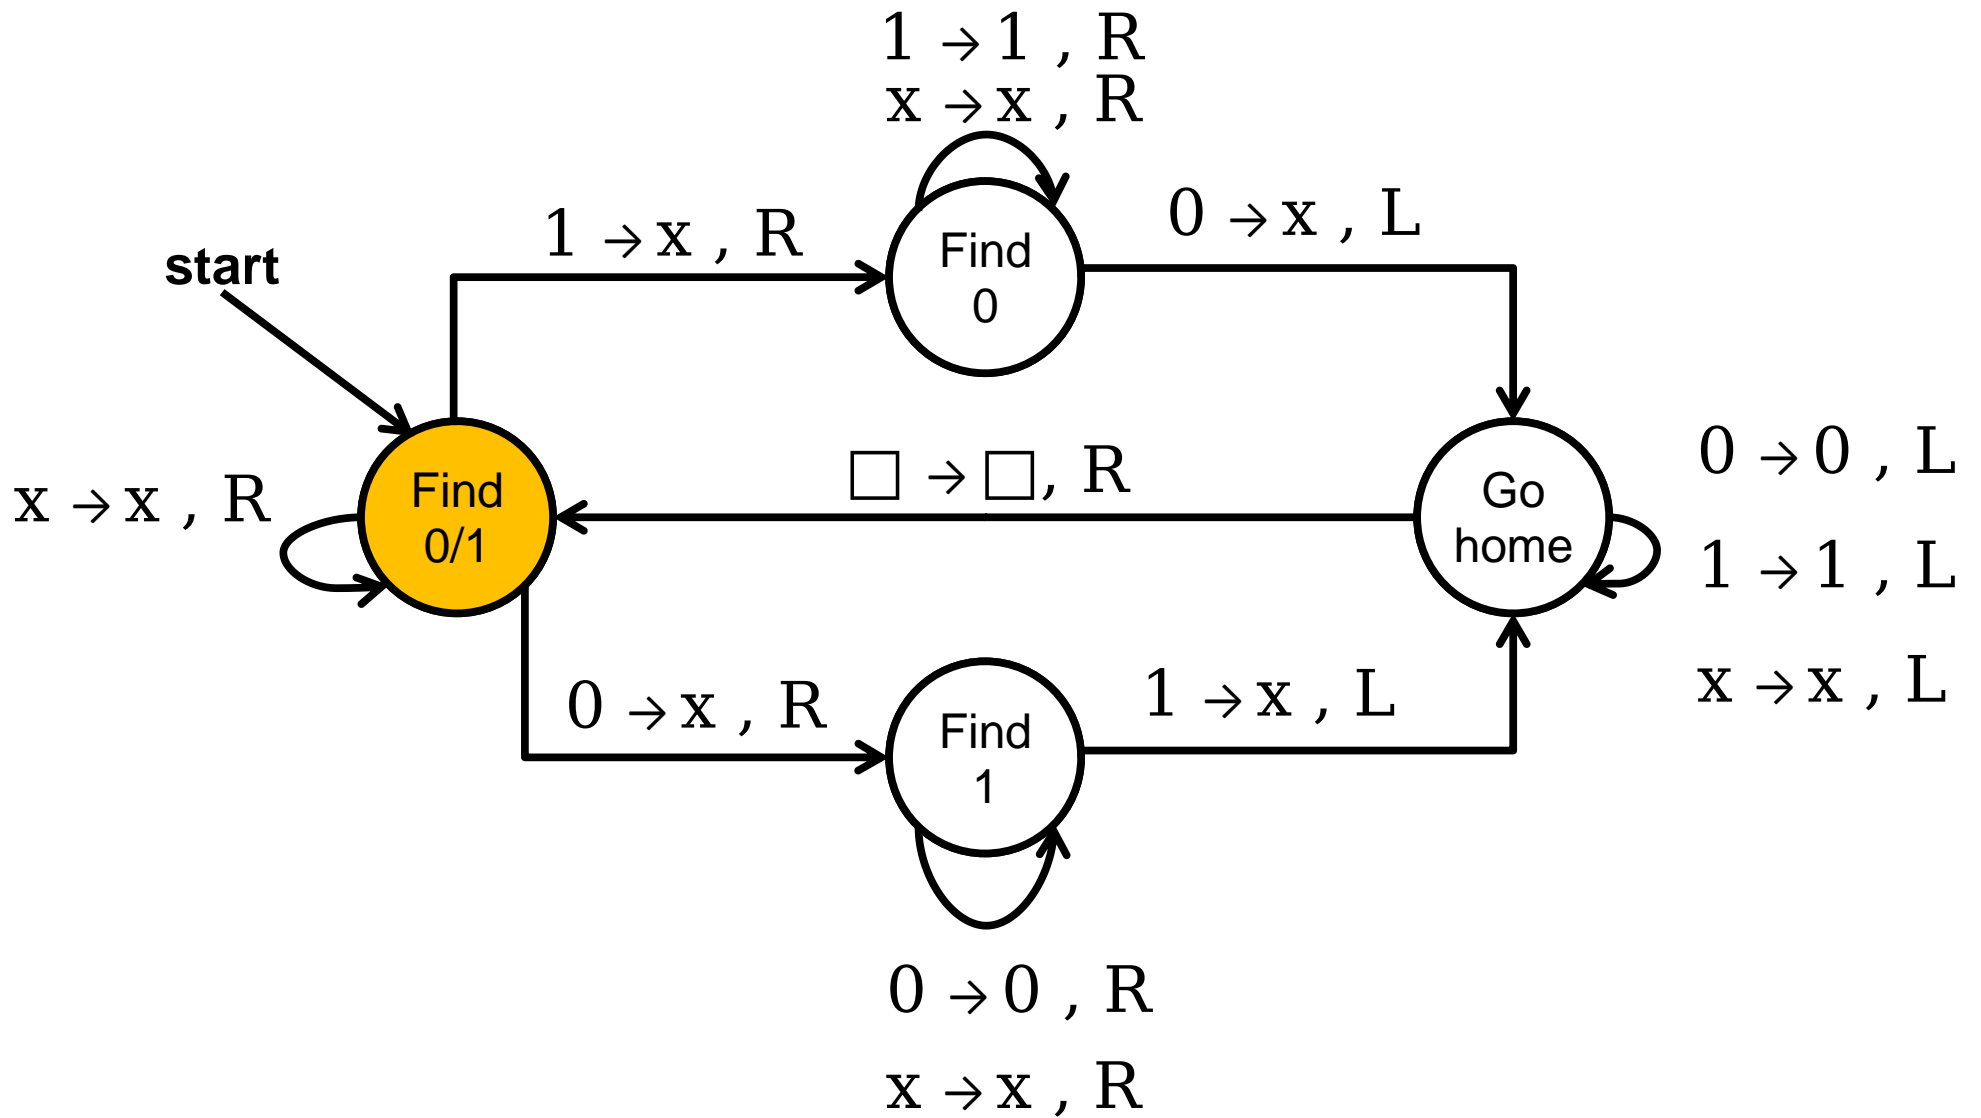 1 → 1 , R
x → x , R
0 → x , L
1 → x , R
start
Find
0
□ → □, R
0 → 0 , L
x → x , R
Find
0/1
Go
home
1 → 1 , L
x → x , L
0 → x , R
1 → x , L
Find
1
0 → 0 , R
x → x , R